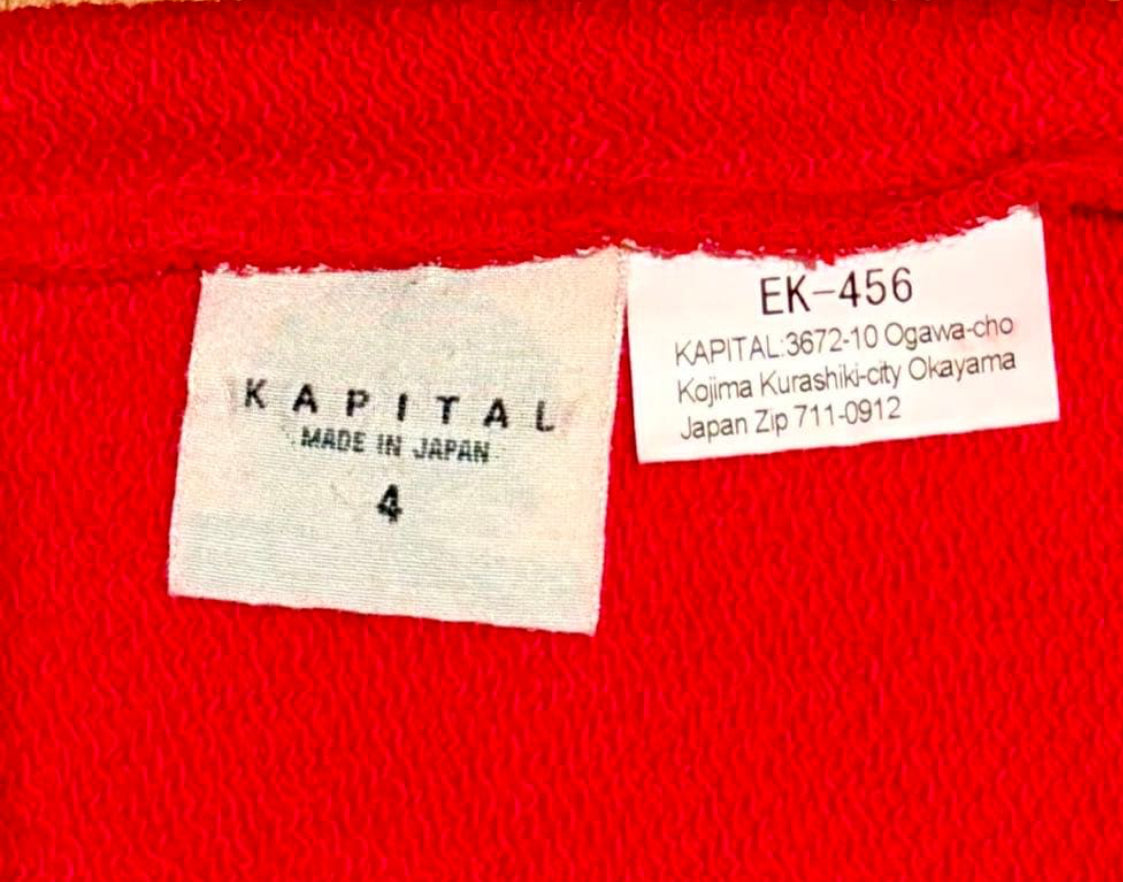 KAPITAL
MADE IN JAPAN
4
EK-456
KAPITAL:3672-10 Ogawa-cho
Kojima Kurashiki-city Okayama
Japan Zip 711-0912